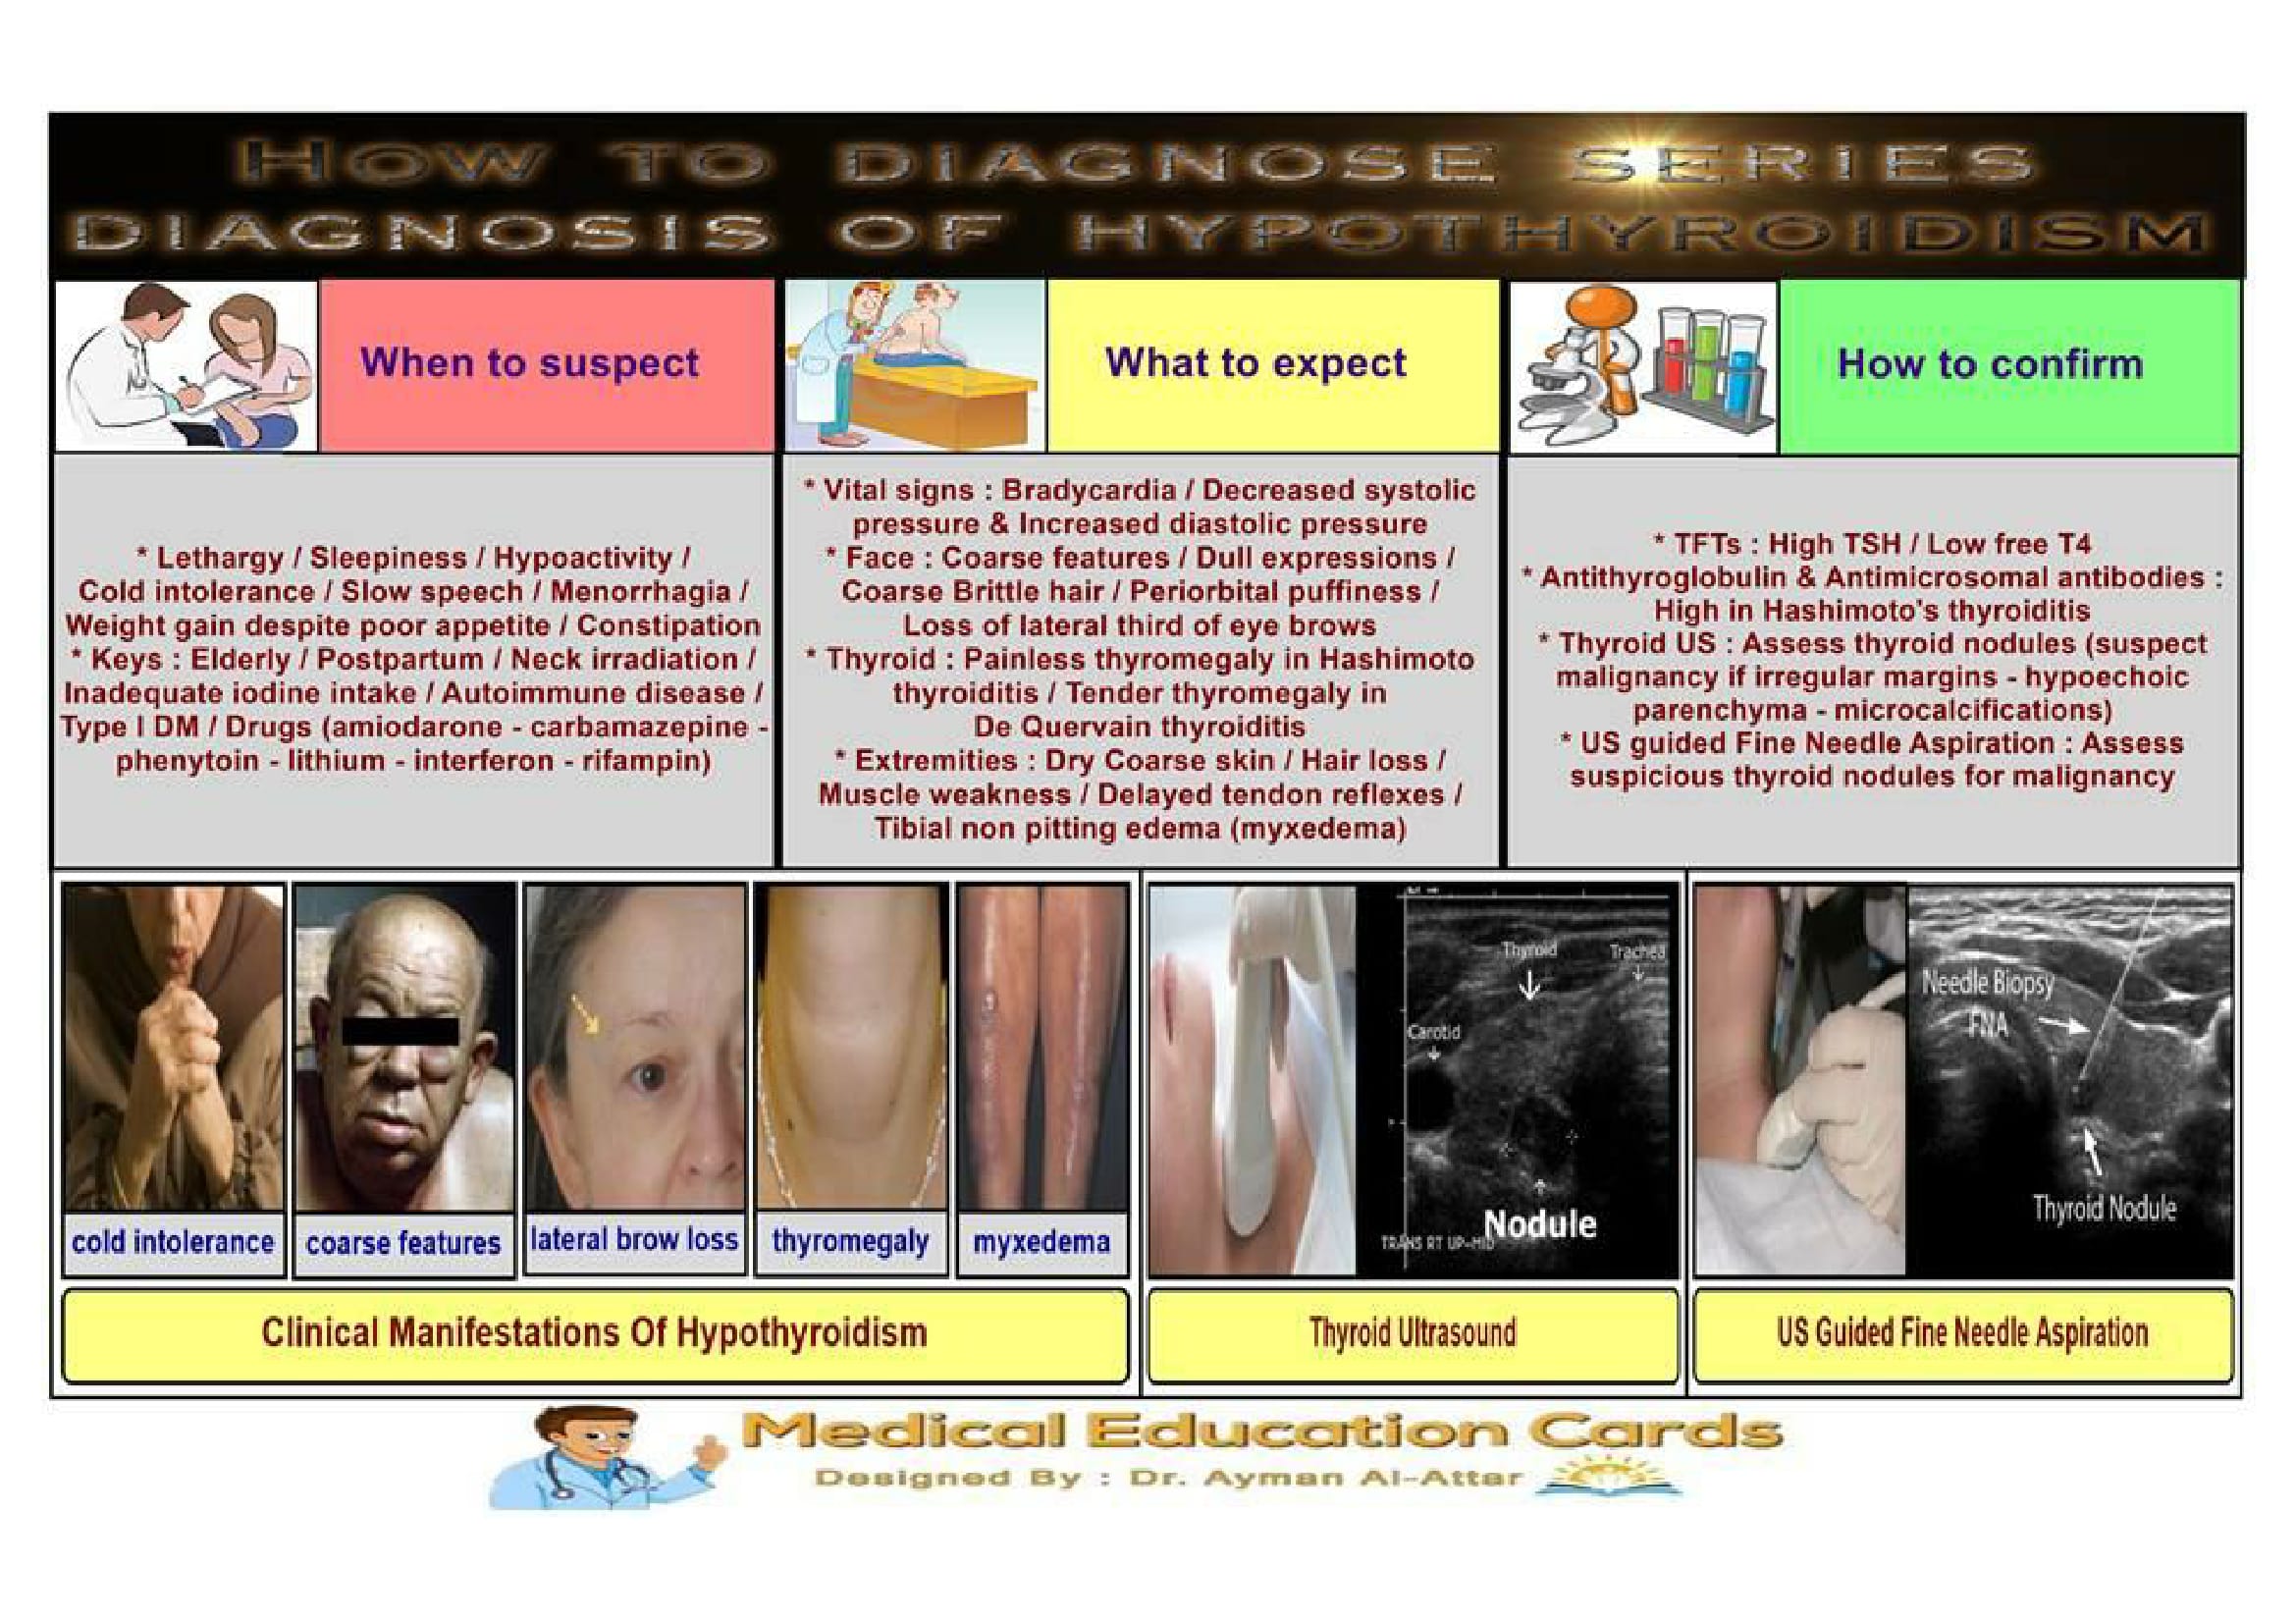 HOW TO DIAGNOSE SERIES
DIAGNOSIS OF HYPOTHYROIDISM
When to suspect
* Lethargy / Sleepiness / Hypoactivity /
Cold intolerance / Slow speech / Menorrhagia /
Weight gain despite poor appetite / Constipation
* Keys : Elderly / Postpartum / Neck irradiation /
Inadequate iodine intake / Autoimmune disease /
Type I DM / Drugs (amiodarone - carbamazepine -
phenytoin - lithium - interferon - rifampin)
What to expect
* Vital signs : Bradycardia / Decreased systolic
pressure & Increased diastolic pressure
* Face : Coarse features / Dull expressions /
Coarse Brittle hair / Periorbital puffiness /
Loss of lateral third of eye brows
* Thyroid : Painless thyromegaly in Hashimoto
thyroiditis / Tender thyromegaly in
De Quervain thyroiditis
* Extremities : Dry Coarse skin / Hair loss /
Muscle weakness / Delayed tendon reflexes /
Tibial non pitting edema (myxedema)
How to confirm
* TFTs : High TSH / Low free T4
* Antithyroglobulin & Antimicrosomal antibodies :
High in Hashimoto's thyroiditis
* Thyroid US : Assess thyroid nodules (suspect
malignancy if irregular margins - hypoechoic
parenchyma - microcalcifications)
* US guided Fine Needle Aspiration : Assess
suspicious thyroid nodules for malignancy
cold intolerance
coarse features
lateral brow loss
thyromegaly
myxedema
Clinical Manifestations Of Hypothyroidism
Thyroid
Trachea
Carotid
Nodule
TRANS RT UP-MID
Thyroid Ultrasound
Needle Biopsy
FNA
Thyroid Nodule
US Guided Fine Needle Aspiration
Medical Education Cards
Designed By : Dr. Ayman Al-Attar